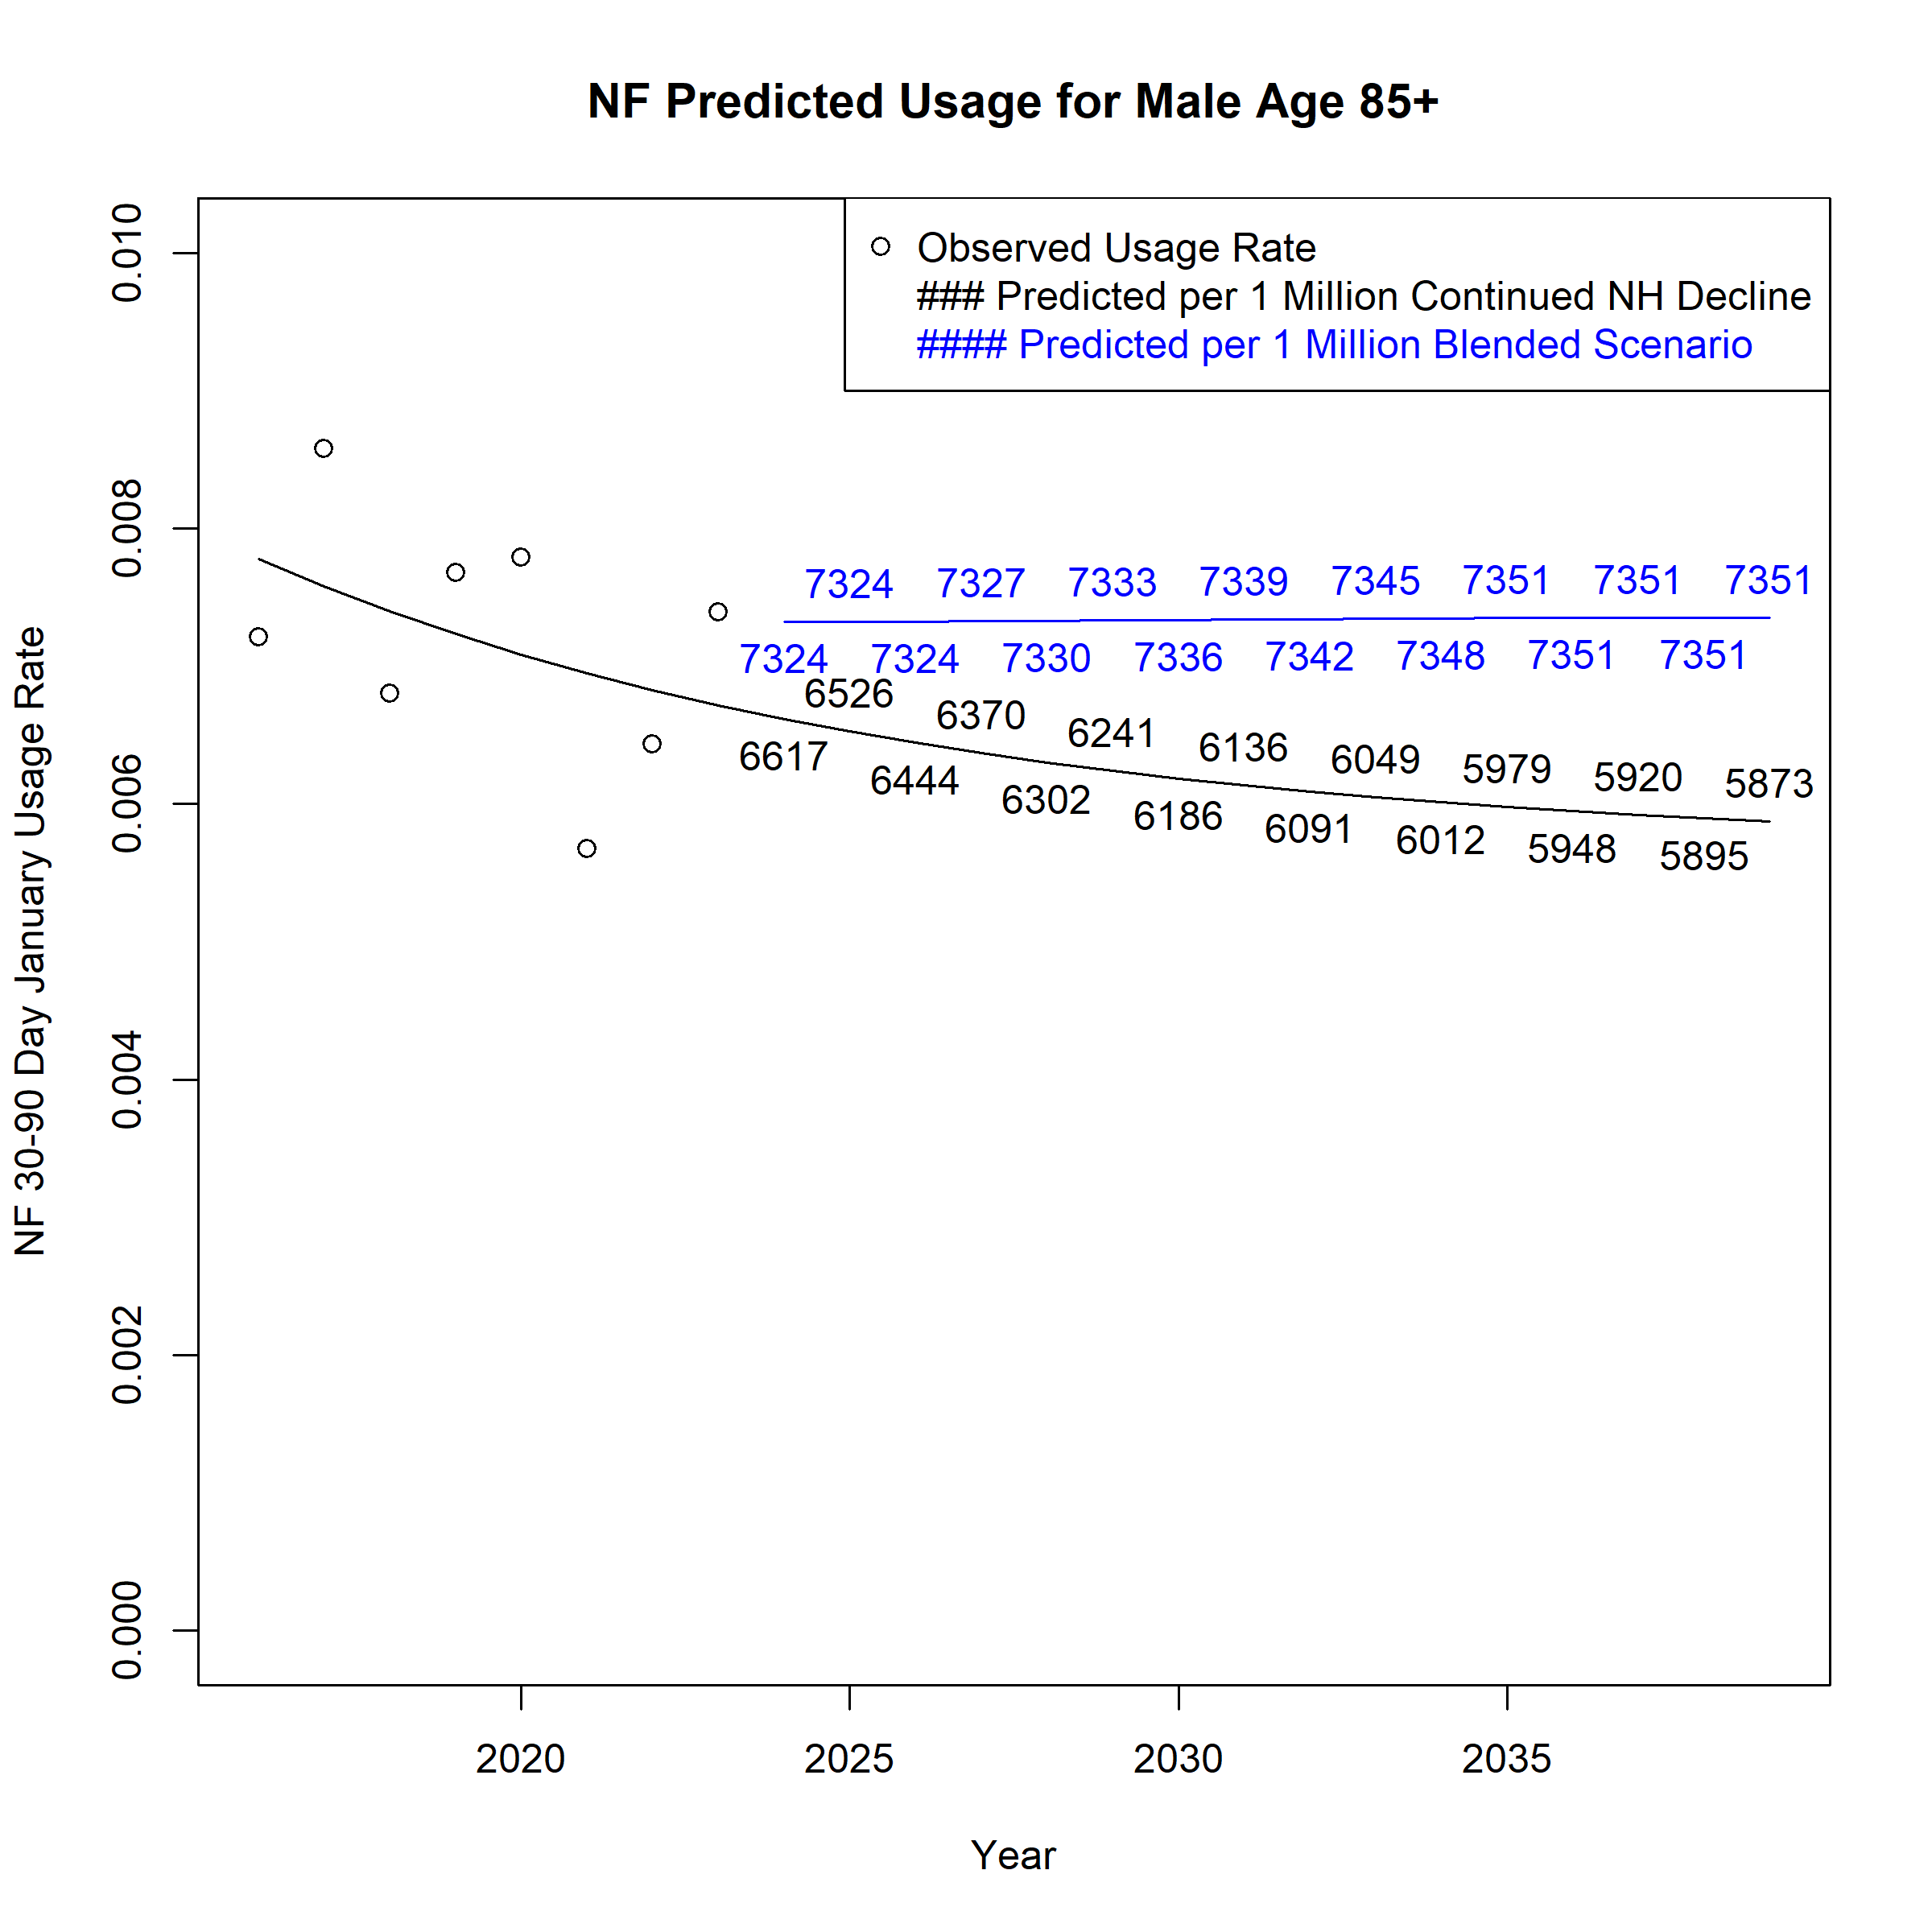 NF Predicted Usage for Male Age 85+
Observed Usage Rate
### Predicted per 1 Million Continued NH Decline
#### Predicted per 1 Million Blended Scenario
NF 30-90 Day January Usage Rate
0.010
0.008
0.006
0.004
0.002
0.000
7324 7327 7333 7339 7345 7351 7351 7351
7324 7324 7330 7336 7342 7348 7351 7351
6526 6370 6241 6136 6049 5979 5920 5873
6617 6444 6302 6186 6091 6012 5948 5895
2020 2025 2030 2035
Year